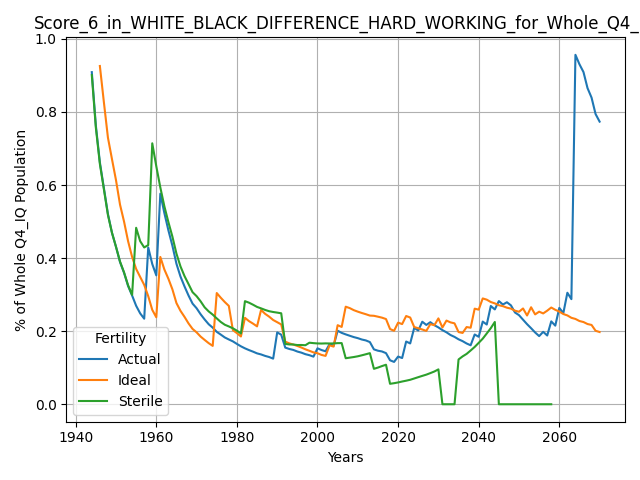 Score_6_in_WHITE_BLACK_DIFFERENCE_HARD_WORKING_for_Whole_Q4_
% of Whole Q4_IQ Population
1.0
0.8
0.6
0.4
0.2
0.0
Fertility
Actual
Ideal
Sterile
1940 1960 1980 2000 2020 2040 2060
Years